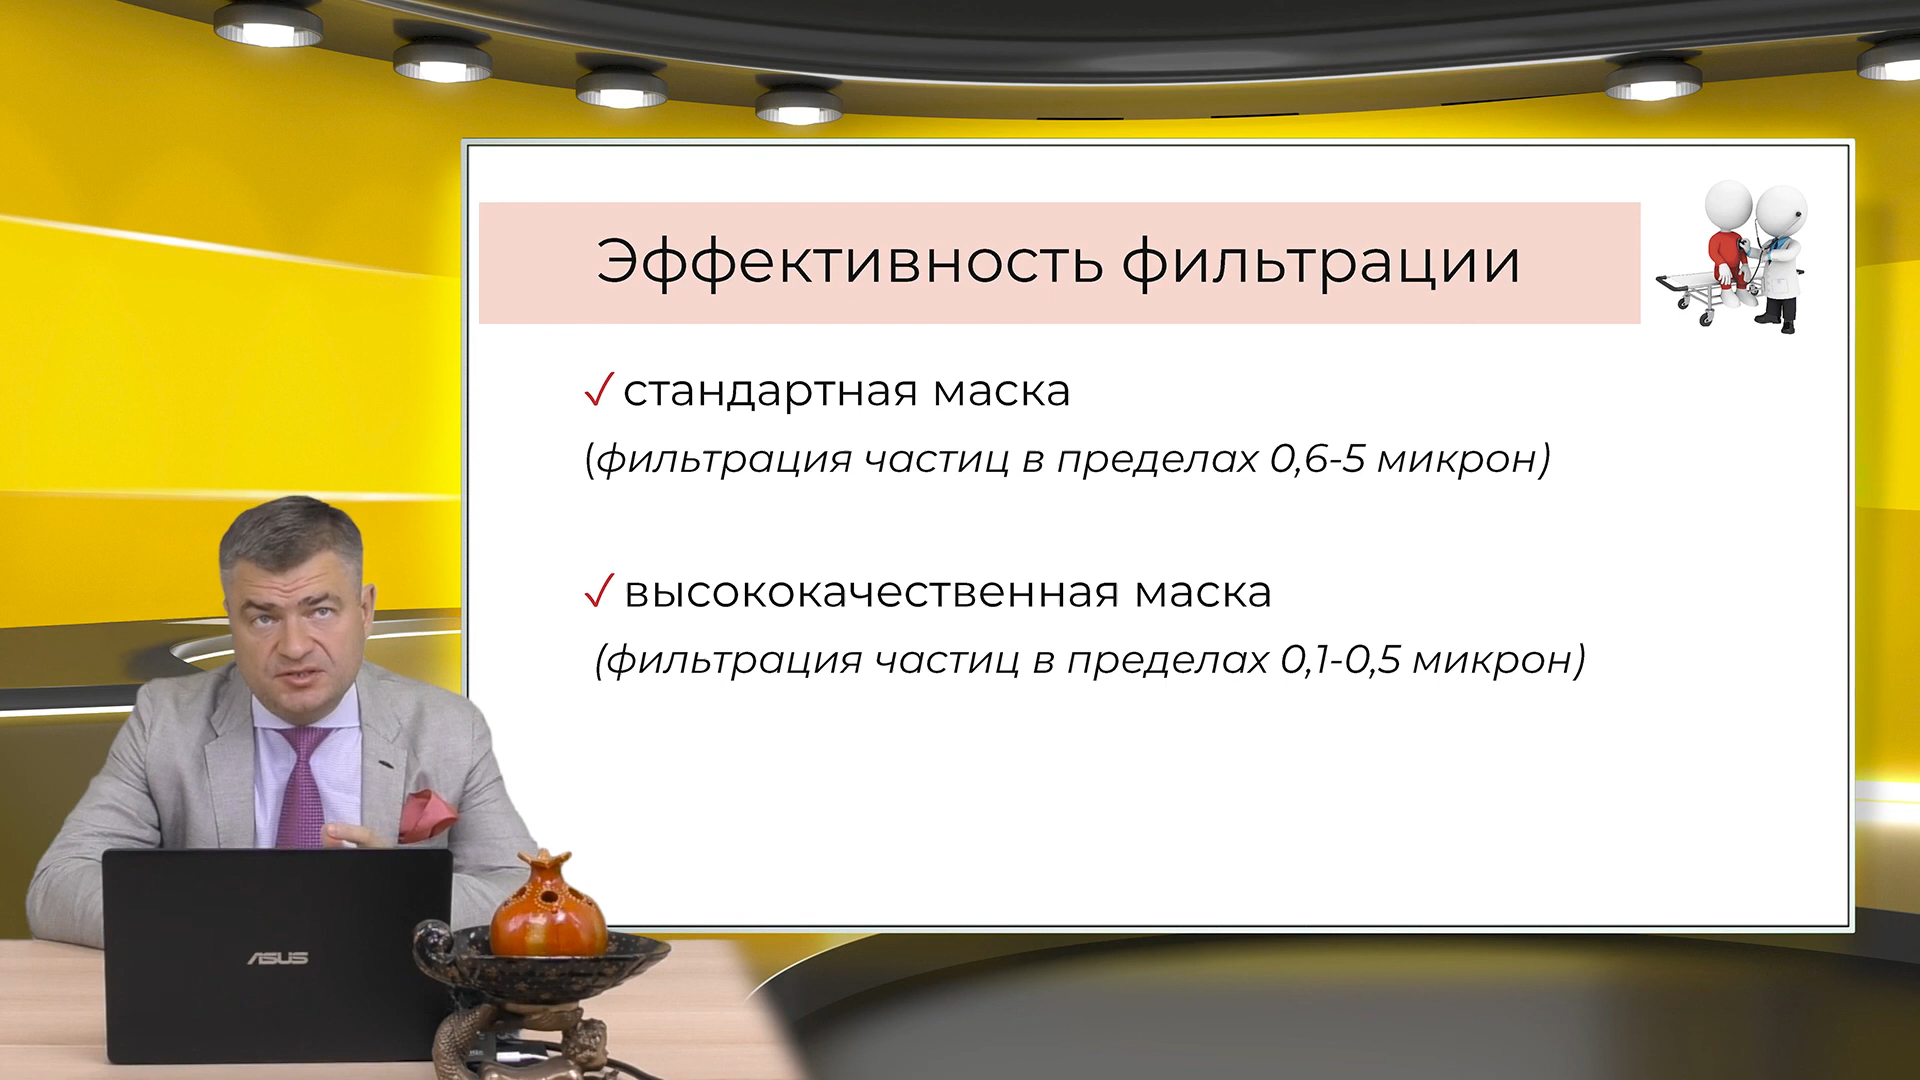 Эффективность фильтрации
✓ стандартная маска
(фильтрация частиц в пределах 0,6-5 микрон)
✓ высококачественная маска
(фильтрация частиц в пределах 0,1-0,5 микрон)
ASUS